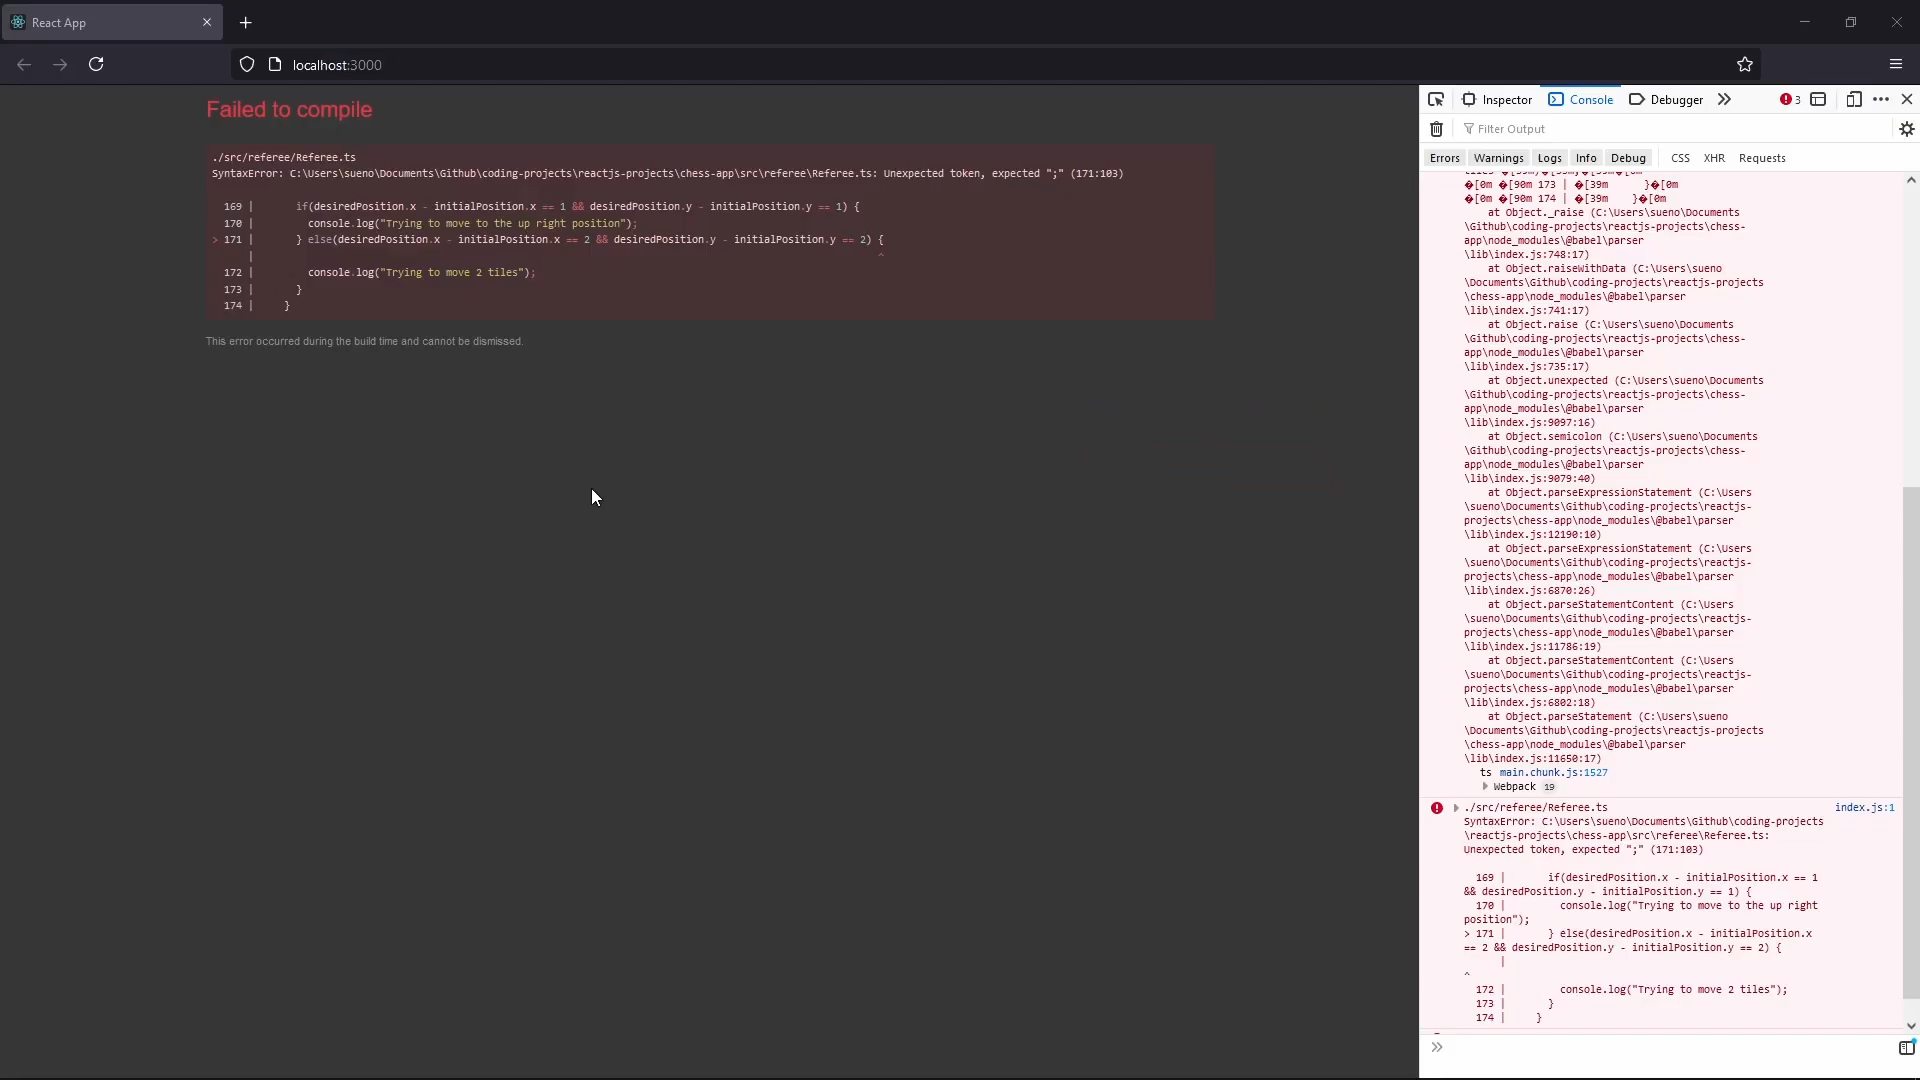 React App
localhost:3000
Failed to compile
./src/referee/Referee.ts
SyntaxError: C:\Users\sueno\Documents\Github\coding-projects\reactjs-projects\chess-app\src\referee\Referee.ts: Unexpected token, expected ";" (171:103)
169 |       if(desiredPosition.x - initialPosition.x == 1 && desiredPosition.y - initialPosition.y == 1) {
170 |         console.log("Trying to move to the up right position");
> 171 |       } else(desiredPosition.x - initialPosition.x == 2 && desiredPosition.y - initialPosition.y == 2) {
|                                                                                                        ^
172 |         console.log("Trying to move 2 tiles");
173 |       }
174 |     }
This error occurred during the build time and cannot be dismissed.
Inspector
Console
Debugger
3
Filter Output
Errors Warnings Logs Info Debug CSS XHR Requests
�[0m �[90m 173 | �[39m      }�[0m
�[0m �[90m 174 | �[39m    }�[0m
at Object._raise (C:\Users\sueno\Documents
\Github\coding-projects\reactjs-projects\chess-
app\node_modules\@babel\parser
\lib\index.js:748:17)
at Object.raiseWithData (C:\Users\sueno
\Documents\Github\coding-projects\reactjs-projects
\chess-app\node_modules\@babel\parser
\lib\index.js:741:17)
at Object.raise (C:\Users\sueno\Documents
\Github\coding-projects\reactjs-projects\chess-
app\node_modules\@babel\parser
\lib\index.js:735:17)
at Object.unexpected (C:\Users\sueno\Documents
\Github\coding-projects\reactjs-projects\chess-
app\node_modules\@babel\parser
\lib\index.js:9097:16)
at Object.semicolon (C:\Users\sueno\Documents
\Github\coding-projects\reactjs-projects\chess-
app\node_modules\@babel\parser
\lib\index.js:9079:40)
at Object.parseExpressionStatement (C:\Users
\sueno\Documents\Github\coding-projects\reactjs-
projects\chess-app\node_modules\@babel\parser
\lib\index.js:12190:10)
at Object.parseExpressionStatement (C:\Users
\sueno\Documents\Github\coding-projects\reactjs-
projects\chess-app\node_modules\@babel\parser
\lib\index.js:6870:26)
at Object.parseStatementContent (C:\Users
\sueno\Documents\Github\coding-projects\reactjs-
projects\chess-app\node_modules\@babel\parser
\lib\index.js:11786:19)
at Object.parseStatementContent (C:\Users
\sueno\Documents\Github\coding-projects\reactjs-
projects\chess-app\node_modules\@babel\parser
\lib\index.js:6802:18)
at Object.parseStatement (C:\Users\sueno
\Documents\Github\coding-projects\reactjs-projects
\chess-app\node_modules\@babel\parser
\lib\index.js:11650:17)
ts main.chunk.js:1527
Webpack 19
./src/referee/Referee.ts index.js:1
SyntaxError: C:\Users\sueno\Documents\Github\coding-projects
\reactjs-projects\chess-app\src\referee\Referee.ts:
Unexpected token, expected ";" (171:103)
169 |       if(desiredPosition.x - initialPosition.x == 1
&& desiredPosition.y - initialPosition.y == 1) {
170 |         console.log("Trying to move to the up right
position");
> 171 |       } else(desiredPosition.x - initialPosition.x
== 2 && desiredPosition.y - initialPosition.y == 2) {
|
^
172 |         console.log("Trying to move 2 tiles");
173 |       }
174 |     }